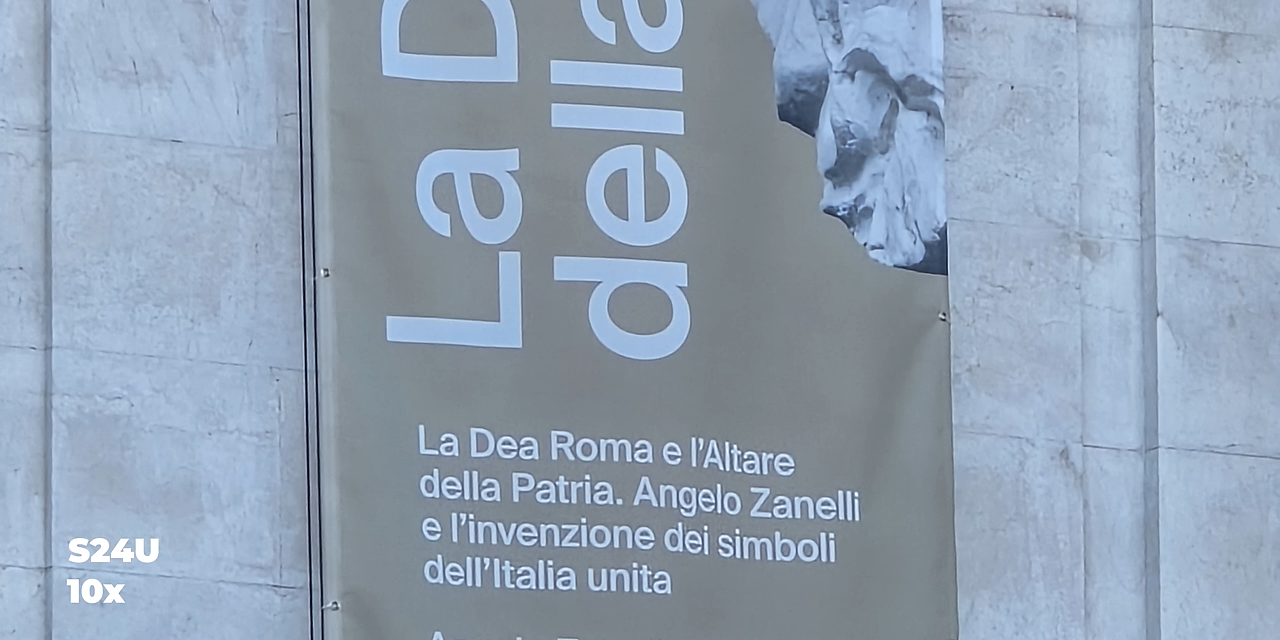 La D
della
La Dea Roma e l’Altare
della Patria. Angelo Zanelli
e l’invenzione dei simboli
dell’Italia unita
S24U
10x